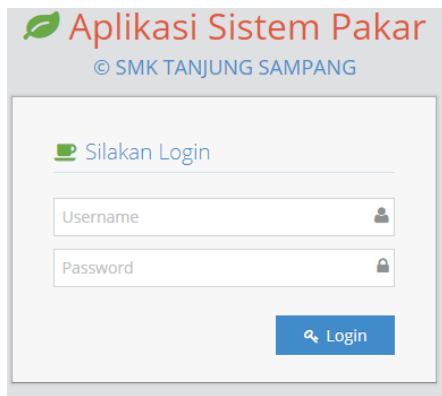 Aplikasi Sistem Pakar
© SMK TANJUNG SAMPANG
Silakan Login
Username
Password
Login